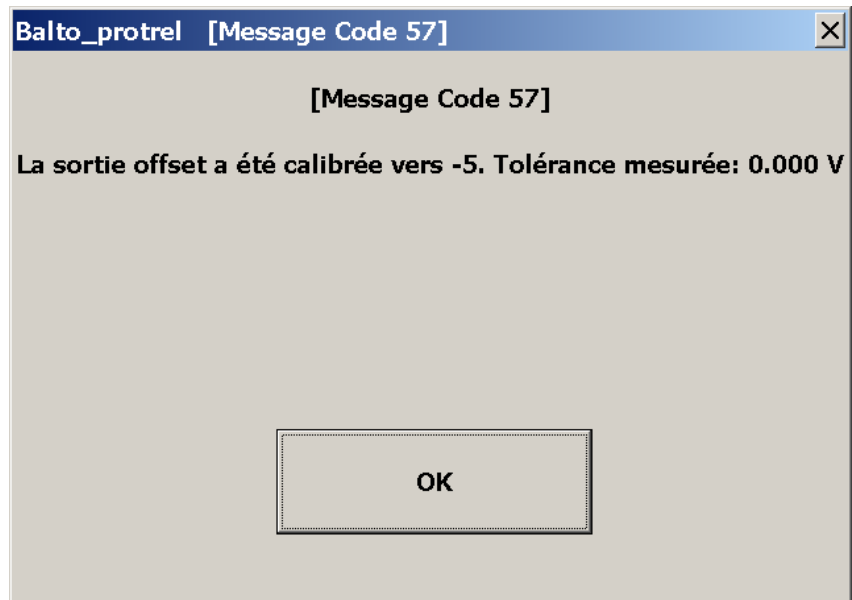 Balto_protrel [Message Code 57]
[Message Code 57]
La sortie offset a été calibrée vers -5. Tolérance mesurée: 0.000 V
OK